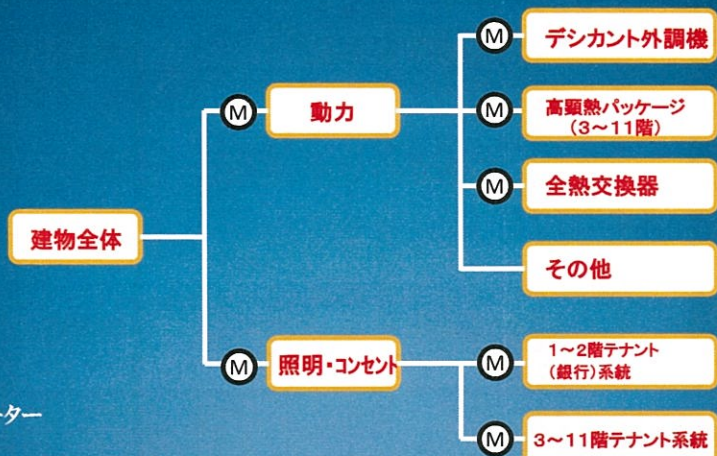 デシカント外調機
M
動力
M
高顕熱パッケージ
(3～11階)
M
全熱交換器
M
建物全体
その他
照明・コンセント
M
1～2階テナント
(銀行)系統
M
3～11階テナント系統
M
ーター